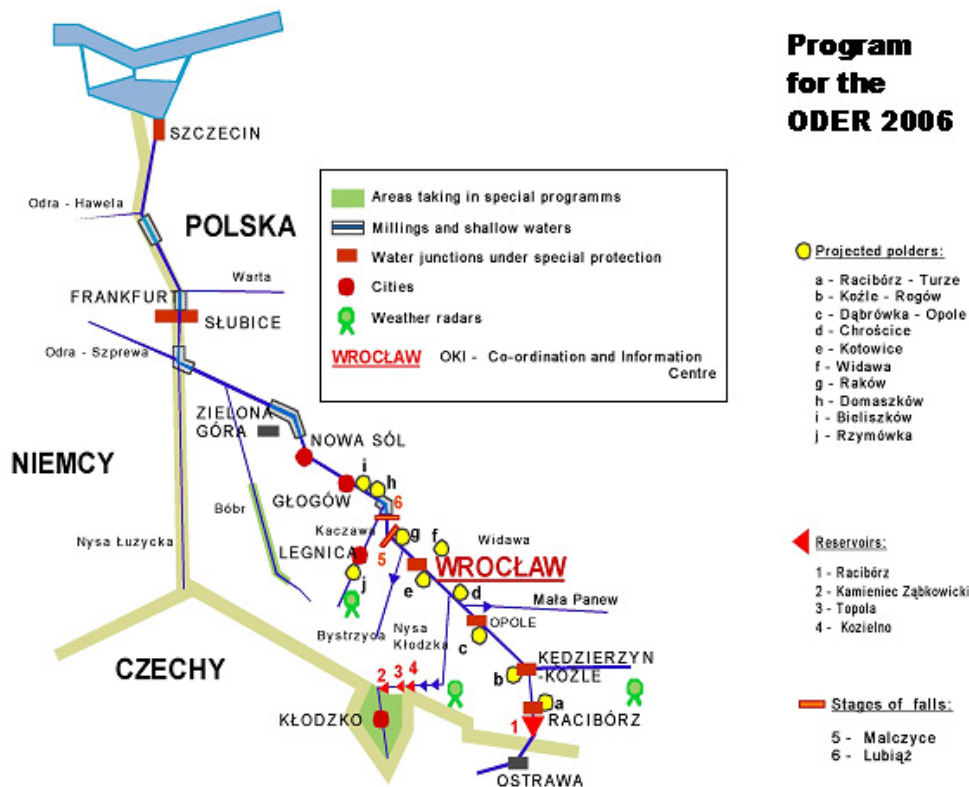 Program
for the
ODER 2006
SZCZECIN
Odra - Hawela
POLSKA
Warta
FRANKFURT
SŁUBICE
Odra - Szprewa
ZIELONA
GÓRA
NOWA SÓL
NIEMCY
GŁOGÓW
i
h
6
Bóbr
Kaczawa
g
f
Widawa
Nysa Łużycka
LEGNICA
5
WROCŁAW
j
e
d
Mała Panew
Bystrzyca
Nysa
Kłodzka
OPOLE
c
CZECHY
KĘDZIERZYN
-KOŹLE
b
2
3
4
a
KŁODZKO
1
RACIBÓRZ
OSTRAWA
Areas taking in special programms
Millings and shallow waters
Water junctions under special protection
Cities
Weather radars
WROCŁAW OKI - Co-ordination and Information
Centre
Projected polders:
a - Racibórz - Turze
b - Koźle - Rogów
c - Dąbrówka - Opole
d - Chrościce
e - Kotowice
f - Widawa
g - Raków
h - Domaszków
i - Bieliszków
j - Rzymówka
Reservoirs:
1 - Racibórz
2 - Kamieniec Ząbkowicki
3 - Topola
4 - Kozielno
Stages of falls:
5 - Malczyce
6 - Lubiąż